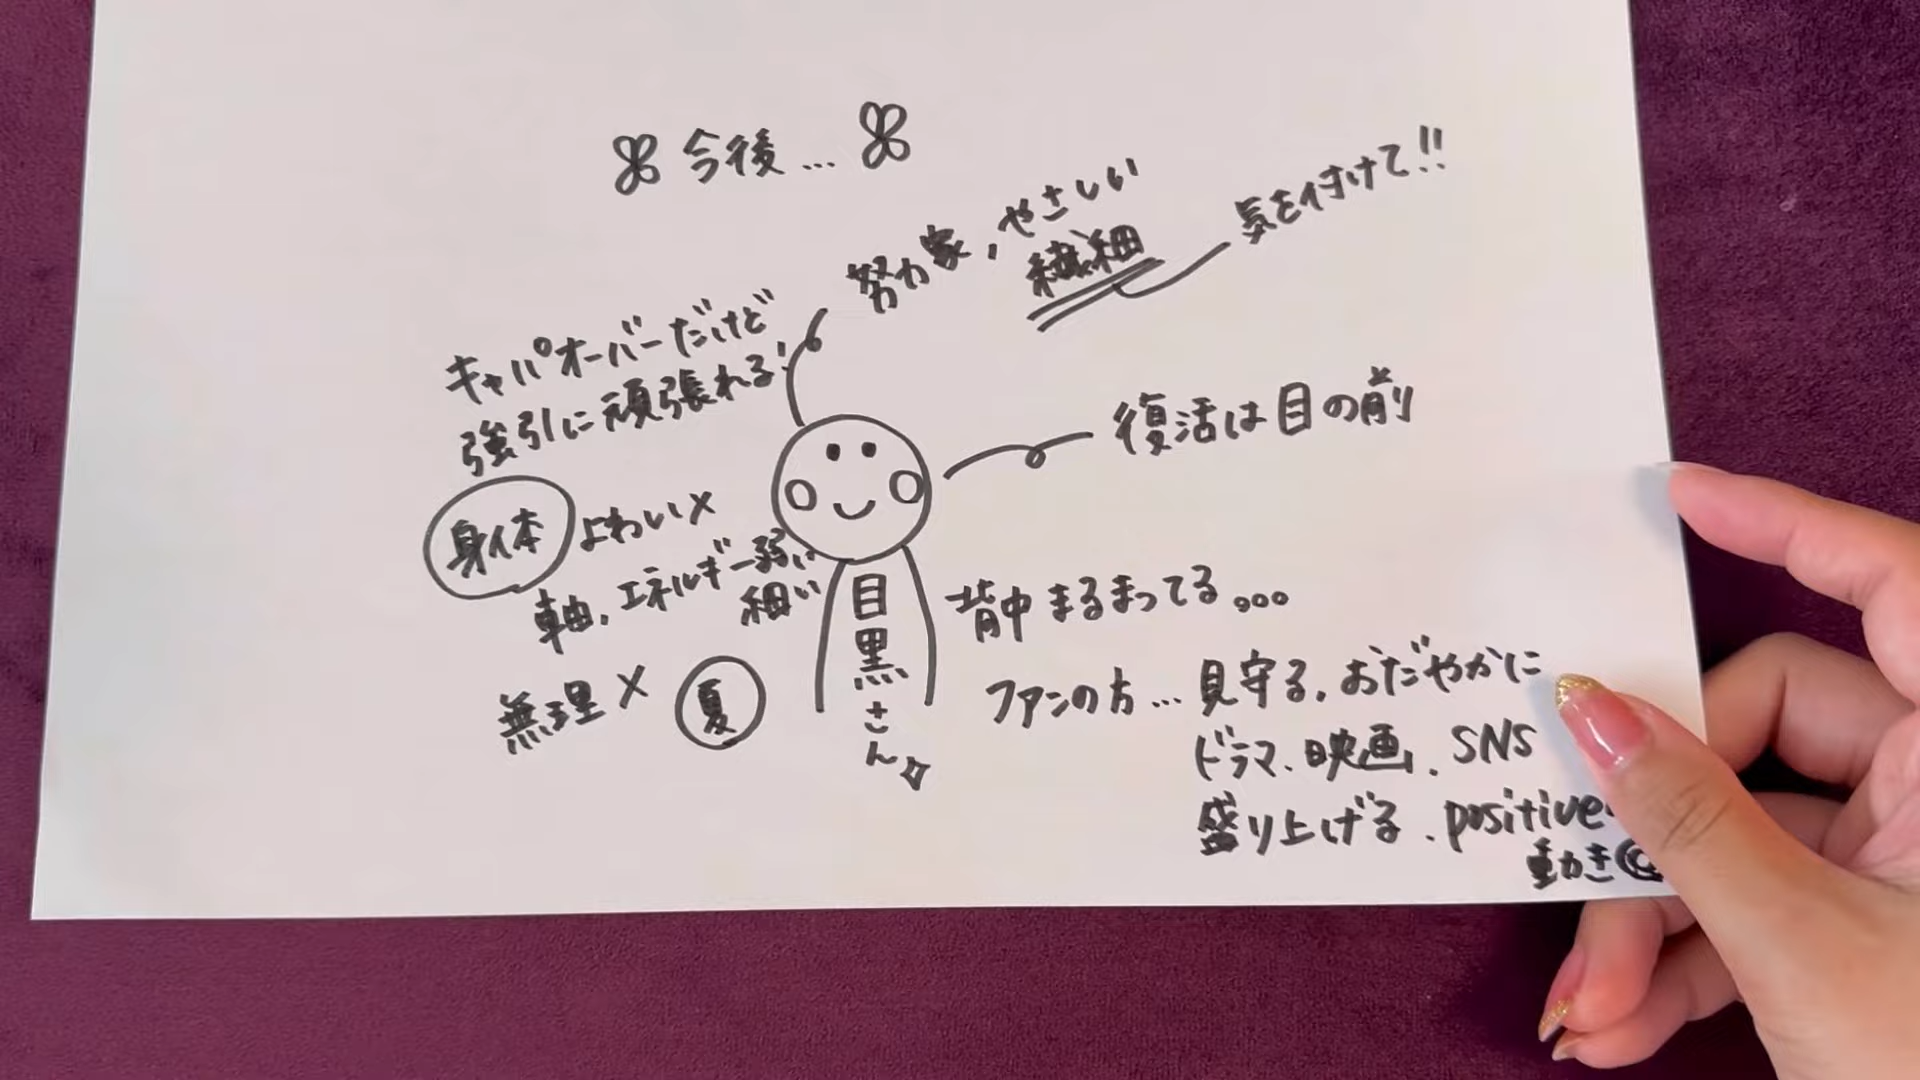 今後...
努力家,やさしい
繊細
気を付けて!!
キャパオーバーだけど
強引に頑張れる!
復活は目の前
身体よわい×
軸,エネルギー弱い
細い
目黒さん☆
背中まるまってる...
無理×
夏
ファンの方...見守る,おだやかに
ドラマ、映画、SNS
盛り上げる、positive
動き◎